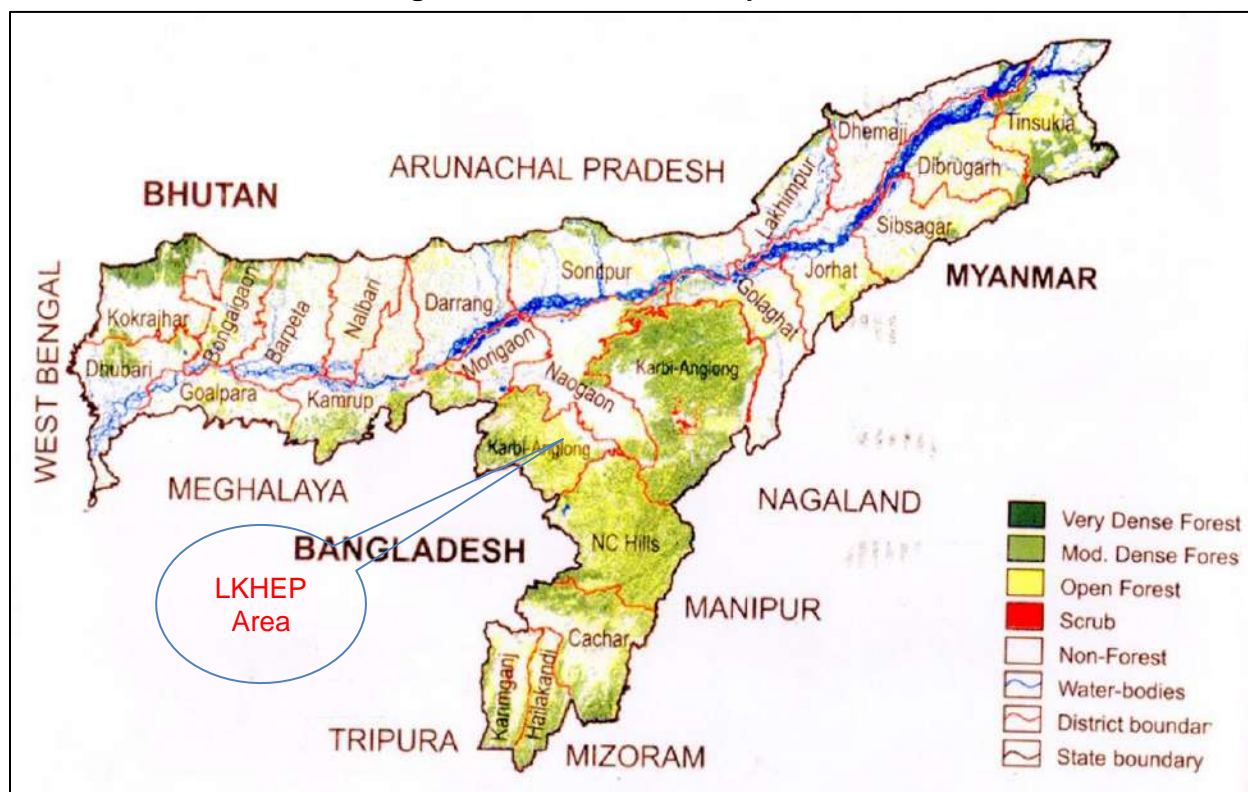 ARUNACHAL PRADESH
BHUTAN
WEST BENGAL
Dhemaji
Tinsukia
Dibrugarh
Lakhimpur
Sibsagar
MYANMAR
Jorhat
Golaghat
Sonitpur
Darrang
Nalbari
Barpeta
Bongaigaon
Kokrajhar
Dhubari
Goalpara
Kamrup
Morigaon
Naogaon
Karbi-Anglong
Karbi-Anglong
MEGHALAYA
NAGALAND
BANGLADESH
NC Hills
LKHEP
Area
MANIPUR
Cachar
Karimganj
Hailakandi
TRIPURA
MIZORAM
Very Dense Forest
Mod. Dense Fores
Open Forest
Scrub
Non-Forest
Water-bodies
District boundar
State boundary